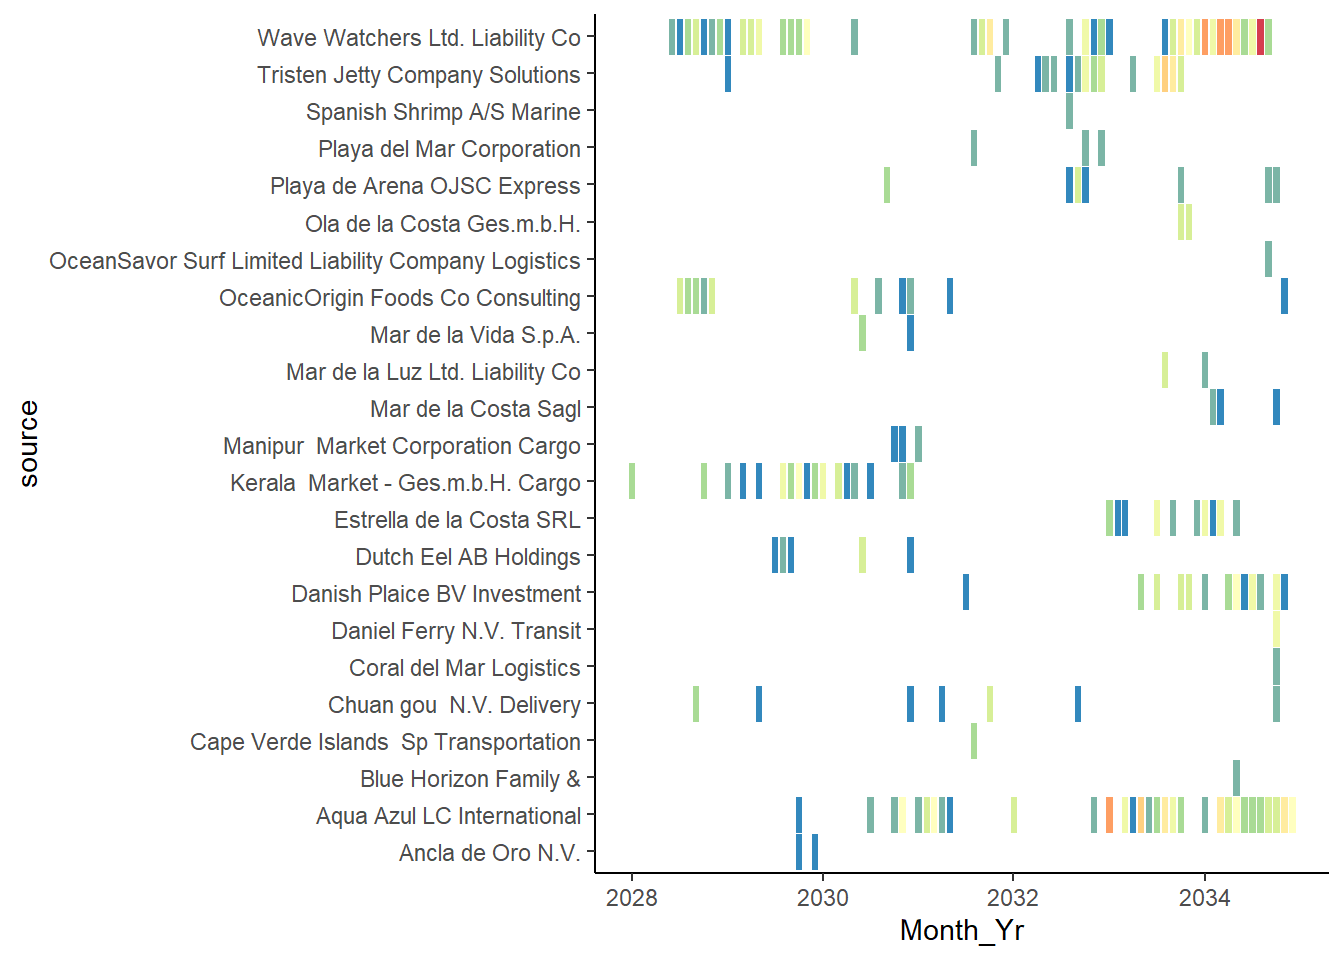 Wave Watchers Ltd. Liability Co
Tristen Jetty Company Solutions
Spanish Shrimp A/S Marine
Playa del Mar Corporation
Playa de Arena OJSC Express
Ola de la Costa Ges.m.b.H.
OceanSavor Surf Limited Liability Company Logistics
OceanicOrigin Foods Co Consulting
Mar de la Vida S.p.A.
Mar de la Luz Ltd. Liability Co
Mar de la Costa Sagl
Manipur  Market Corporation Cargo
Kerala  Market - Ges.m.b.H. Cargo
Estrella de la Costa SRL
Dutch Eel AB Holdings
Danish Plaice BV Investment
Daniel Ferry N.V. Transit
Coral del Mar Logistics
Chuan gou  N.V. Delivery
Cape Verde Islands  Sp Transportation
Blue Horizon Family &
Aqua Azul LC International
Ancla de Oro N.V.
source
2028 2030 2032 2034
Month_Yr